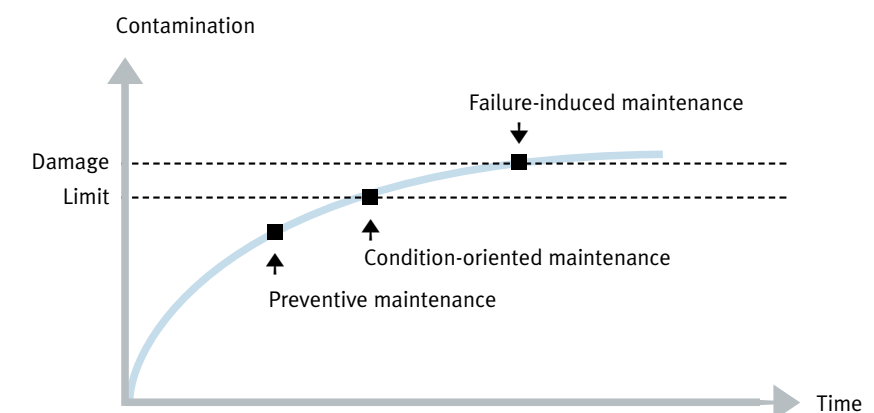 Contamination
Failure-induced maintenance
Damage
Limit
Condition-oriented maintenance
Preventive maintenance
Time